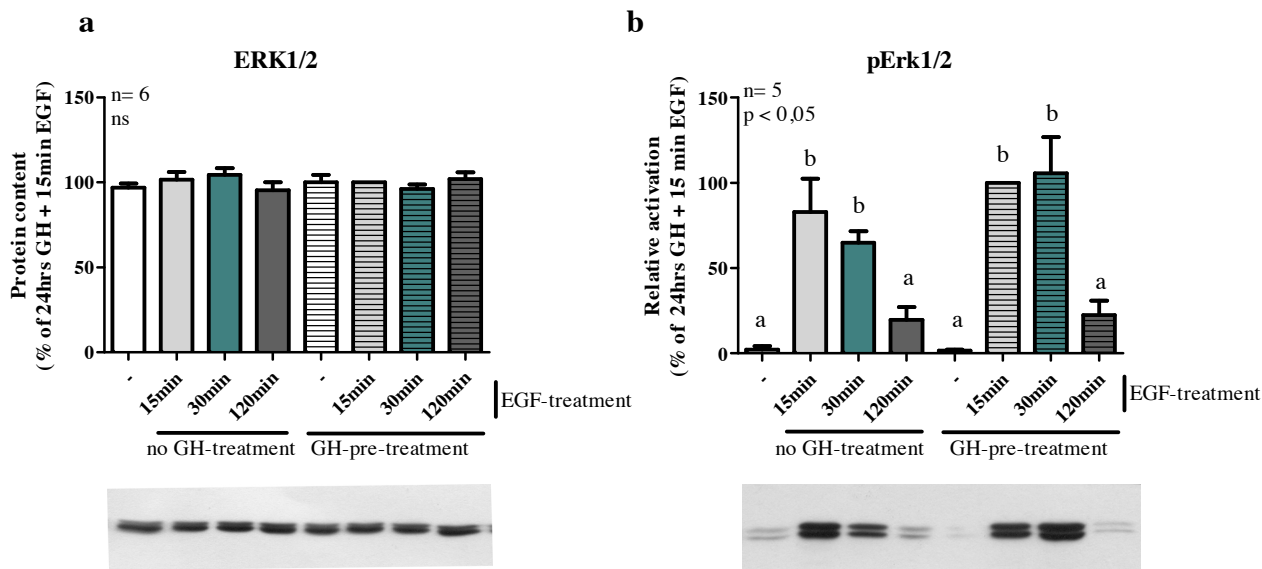 a
ERK1/2
n= 6
ns
Protein content
(% of 24hrs GH + 15min EGF)
150
100
50
0
- 15min 30min 120min - 15min 30min 120min
EGF-treatment
no GH-treatment GH-pre-treatment
b
pErk1/2
n= 5
p < 0,05
Relative activation
(% of 24hrs GH + 15 min EGF)
150
100
50
0
a b b a a b b a
- 15min 30min 120min - 15min 30min 120min
EGF-treatment
no GH-treatment GH-pre-treatment